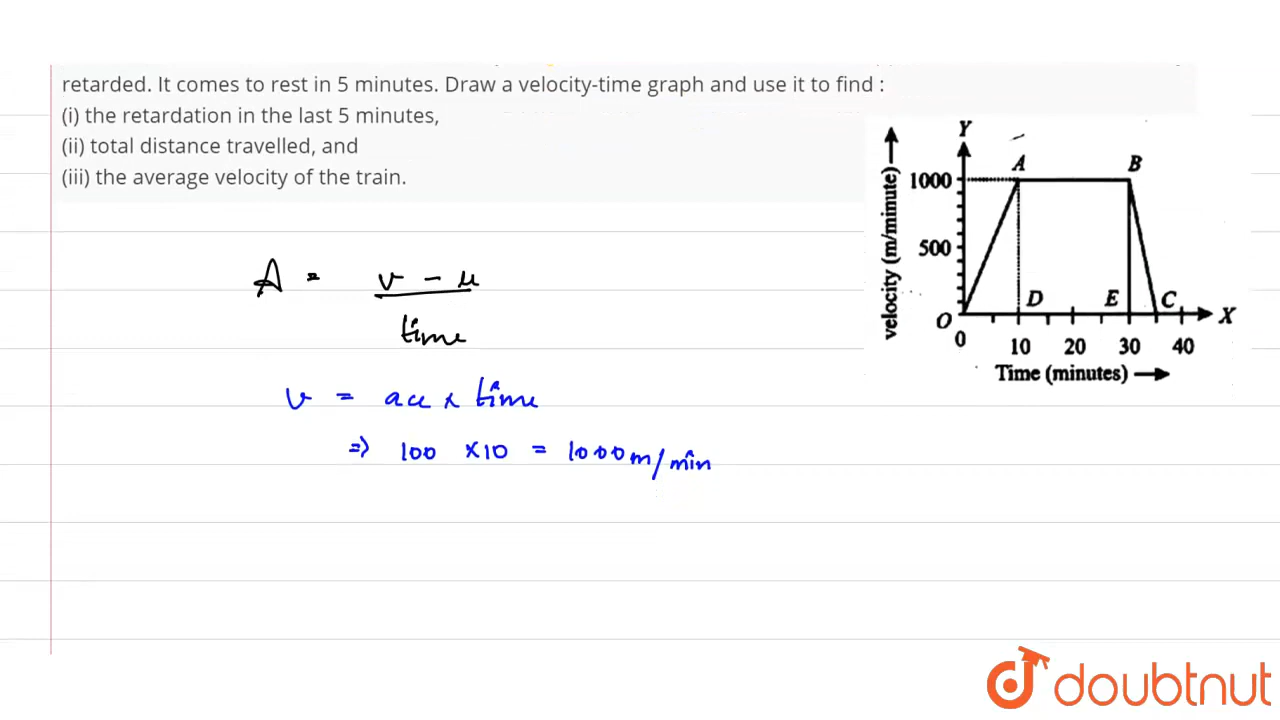 retarded. It comes to rest in 5 minutes. Draw a velocity-time graph and use it to find :
(i) the retardation in the last 5 minutes,
(ii) total distance travelled, and
(iii) the average velocity of the train.
A = v - u
time
v = acc x time
⇒ 100 x 10 = 1000 m/min
Y
A B
1000
500
velocity (m/minute)
D E C
O X
0 10 20 30 40
Time (minutes)
doubtnut